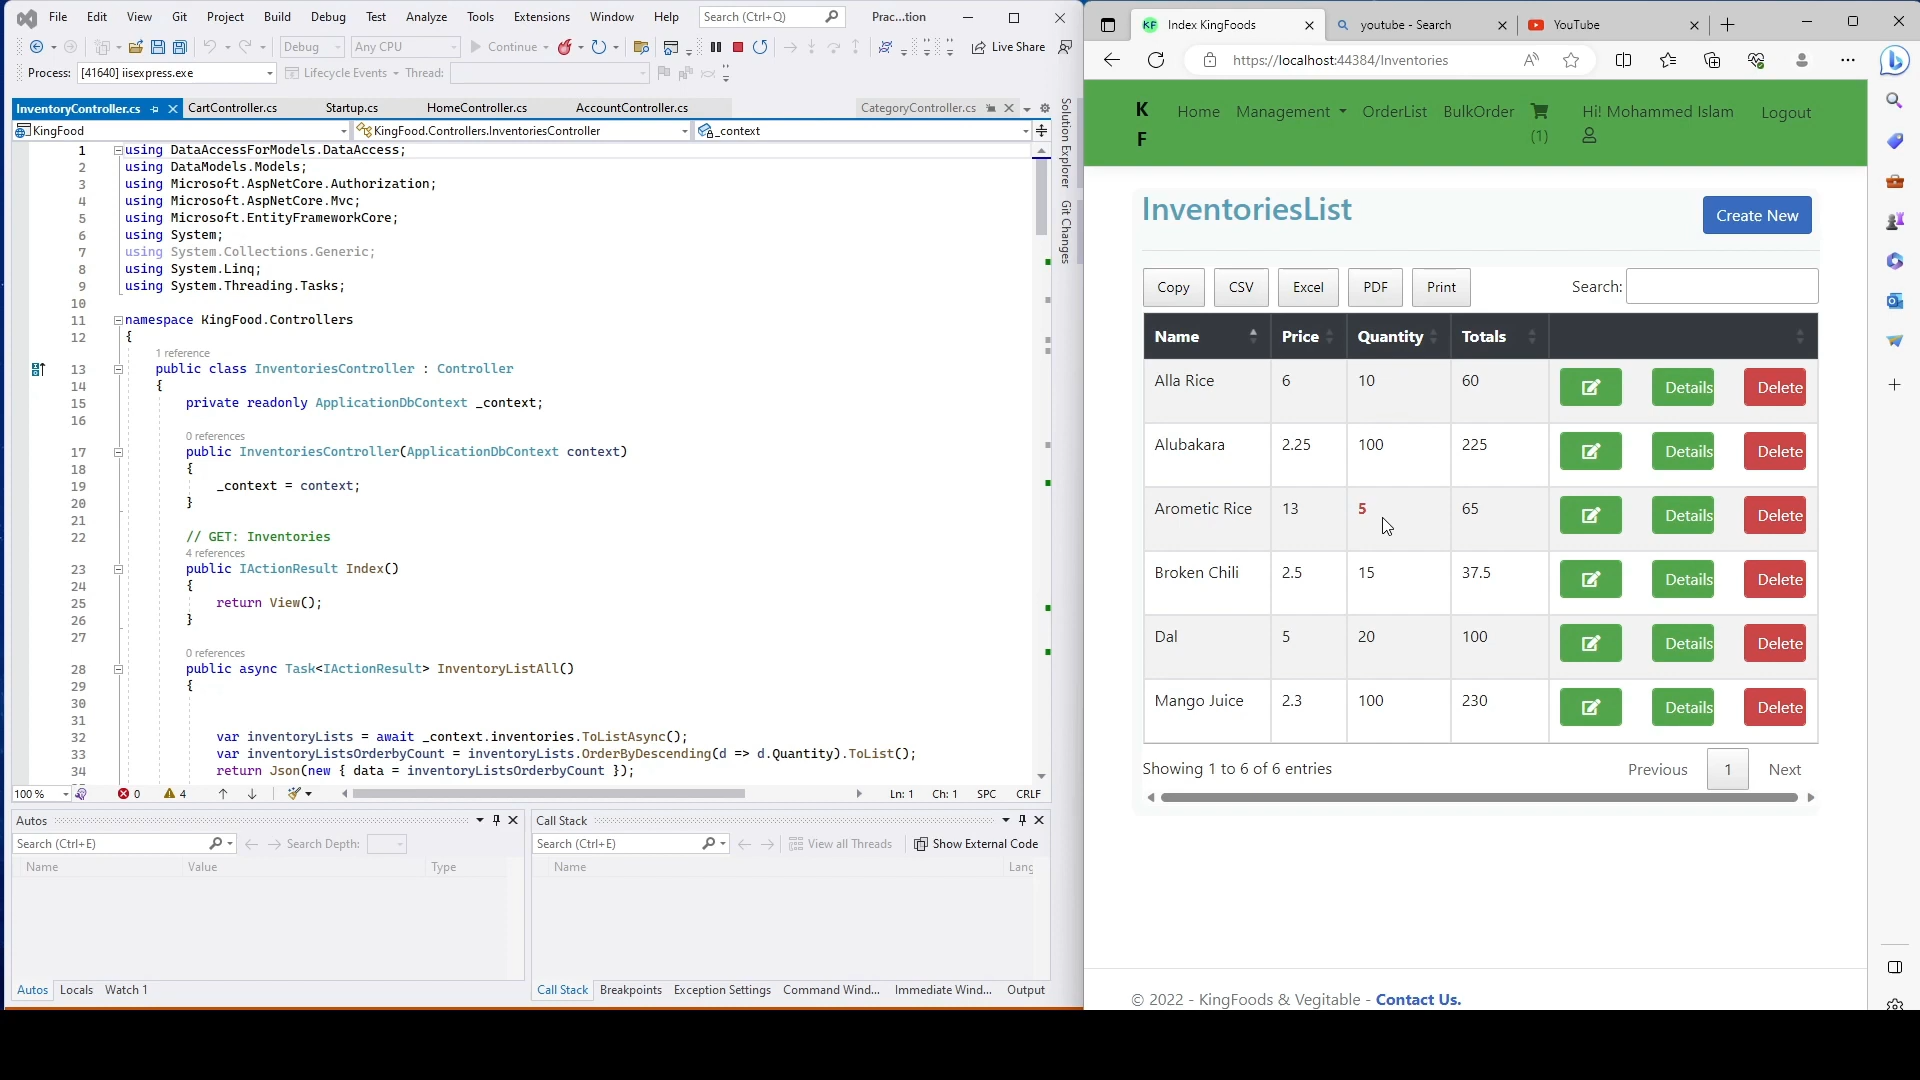 File Edit View Git Project Build Debug Test Analyze Tools Extensions Window Help Search (Ctrl+Q) Prac...tion
Debug Any CPU Continue Live Share
Process: [41640] iisexpress.exe Lifecycle Events Thread:
InventoryController.cs CartController.cs Startup.cs HomeController.cs AccountController.cs CategoryController.cs
KingFood KingFood.Controllers.InventoriesController _context
Solution Explorer
Git Changes
1 using DataAccessForModels.DataAccess;
2 using DataModels.Models;
3 using Microsoft.AspNetCore.Authorization;
4 using Microsoft.AspNetCore.Mvc;
5 using Microsoft.EntityFrameworkCore;
6 using System;
7 using System.Collections.Generic;
8 using System.Linq;
9 using System.Threading.Tasks;
10
11 namespace KingFood.Controllers
12 {
1 reference
13 public class InventoriesController : Controller
14 {
15 private readonly ApplicationDbContext _context;
16
0 references
17 public InventoriesController(ApplicationDbContext context)
18 {
19 _context = context;
20 }
21
22 // GET: Inventories
4 references
23 public IActionResult Index()
24 {
25 return View();
26 }
27
0 references
28 public async Task<IActionResult> InventoryListAll()
29 {
30
31
32 var inventoryLists = await _context.inventories.ToListAsync();
33 var inventoryListsOrderbyCount = inventoryLists.OrderByDescending(d => d.Quantity).ToList();
34 return Json(new { data = inventoryListsOrderbyCount });
100 % 0 4 Ln: 1 Ch: 1 SPC CRLF
Autos
Search (Ctrl+E) Search Depth:
Name Value Type
Autos Locals Watch 1
Call Stack
Search (Ctrl+E) View all Threads Show External Code
Name Lang
Call Stack Breakpoints Exception Settings Command Wind... Immediate Wind... Output
KF Index KingFoods youtube - Search YouTube
https://localhost:44384/Inventories
K F Home Management OrderList BulkOrder (1) Hi! Mohammed Islam Logout
InventoriesList Create New
Copy CSV Excel PDF Print Search:
Name Price Quantity Totals
Alla Rice 6 10 60 Details Delete
Alubakara 2.25 100 225 Details Delete
Arometic Rice 13 5 65 Details Delete
Broken Chili 2.5 15 37.5 Details Delete
Dal 5 20 100 Details Delete
Mango Juice 2.3 100 230 Details Delete
Showing 1 to 6 of 6 entries Previous 1 Next
© 2022 - KingFoods & Vegitable - Contact Us.